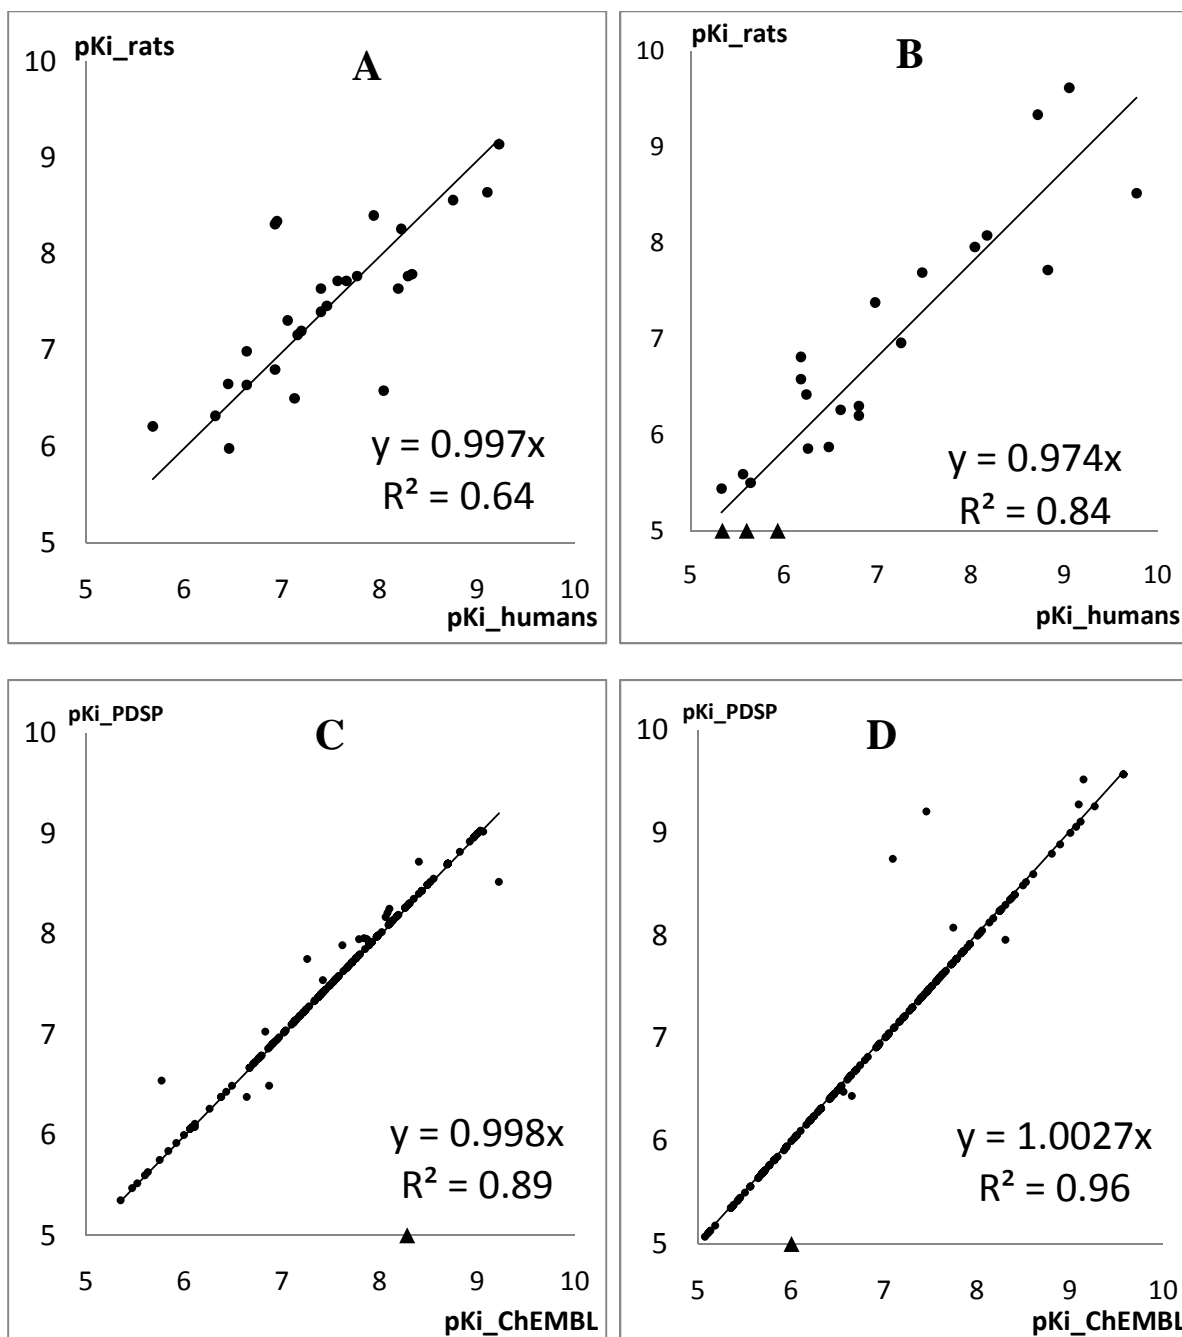 pKi_rats
A
10
9
8
7
6
5
y = 0.997x
R² = 0.64
5 6 7 8 9 10
pKi_humans
pKi_rats
B
10
9
8
7
6
5
y = 0.974x
R² = 0.84
5 6 7 8 9 10
pKi_humans
pKi_PDSP
C
10
9
8
7
6
5
y = 0.998x
R² = 0.89
5 6 7 8 9 10
pKi_ChEMBL
pKi_PDSP
D
10
9
8
7
6
5
y = 1.0027x
R² = 0.96
5 6 7 8 9 10
pKi_ChEMBL